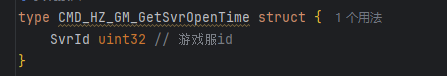 type CMD_HZ_GM_GetSvrOpenTime struct { 1 个用法
    SvrId uint32 // 游戏服id
}